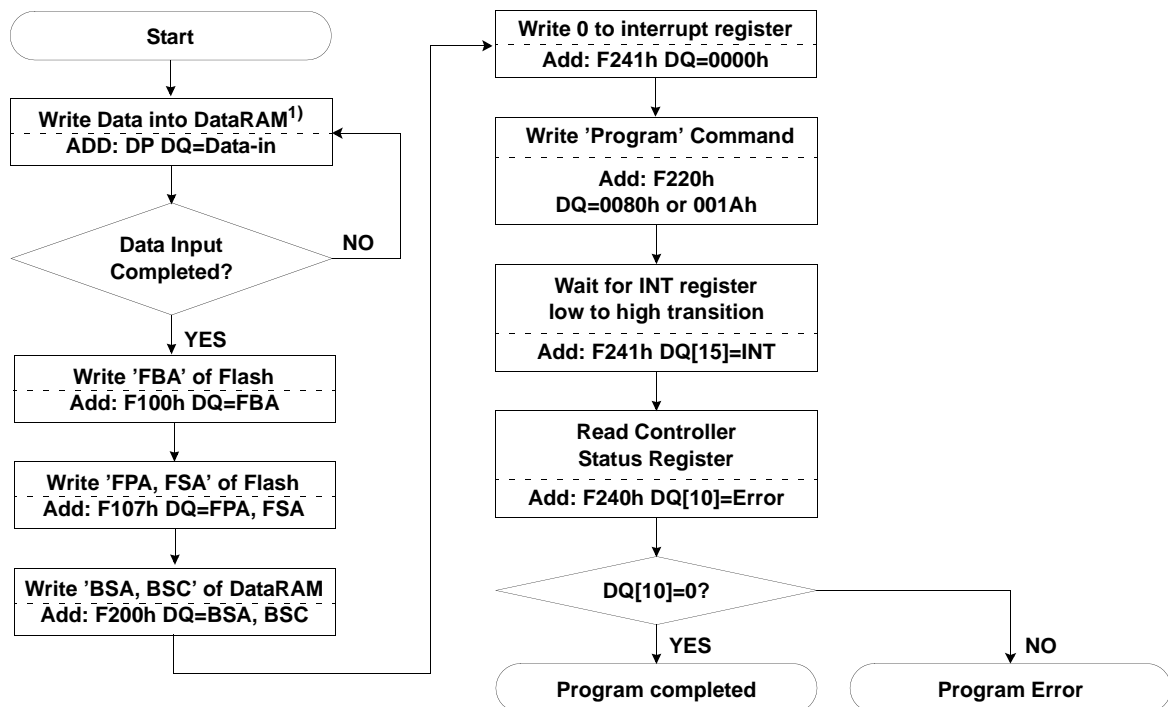 Start
Write Data into DataRAM1)
ADD: DP DQ=Data-in
Data Input
Completed?
NO
YES
Write ’FBA’ of Flash
Add: F100h DQ=FBA
Write ’FPA, FSA’ of Flash
Add: F107h DQ=FPA, FSA
Write ’BSA, BSC’ of DataRAM
Add: F200h DQ=BSA, BSC
Write 0 to interrupt register
Add: F241h DQ=0000h
Write ’Program’ Command
Add: F220h
DQ=0080h or 001Ah
Wait for INT register
low to high transition
Add: F241h DQ[15]=INT
Read Controller
Status Register
Add: F240h DQ[10]=Error
DQ[10]=0?
YES
NO
Program completed
Program Error